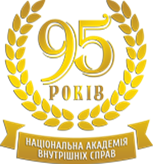 95
РОКІВ
НАЦІОНАЛЬНА АКАДЕМІЯ
ВНУТРІШНІХ СПРАВ